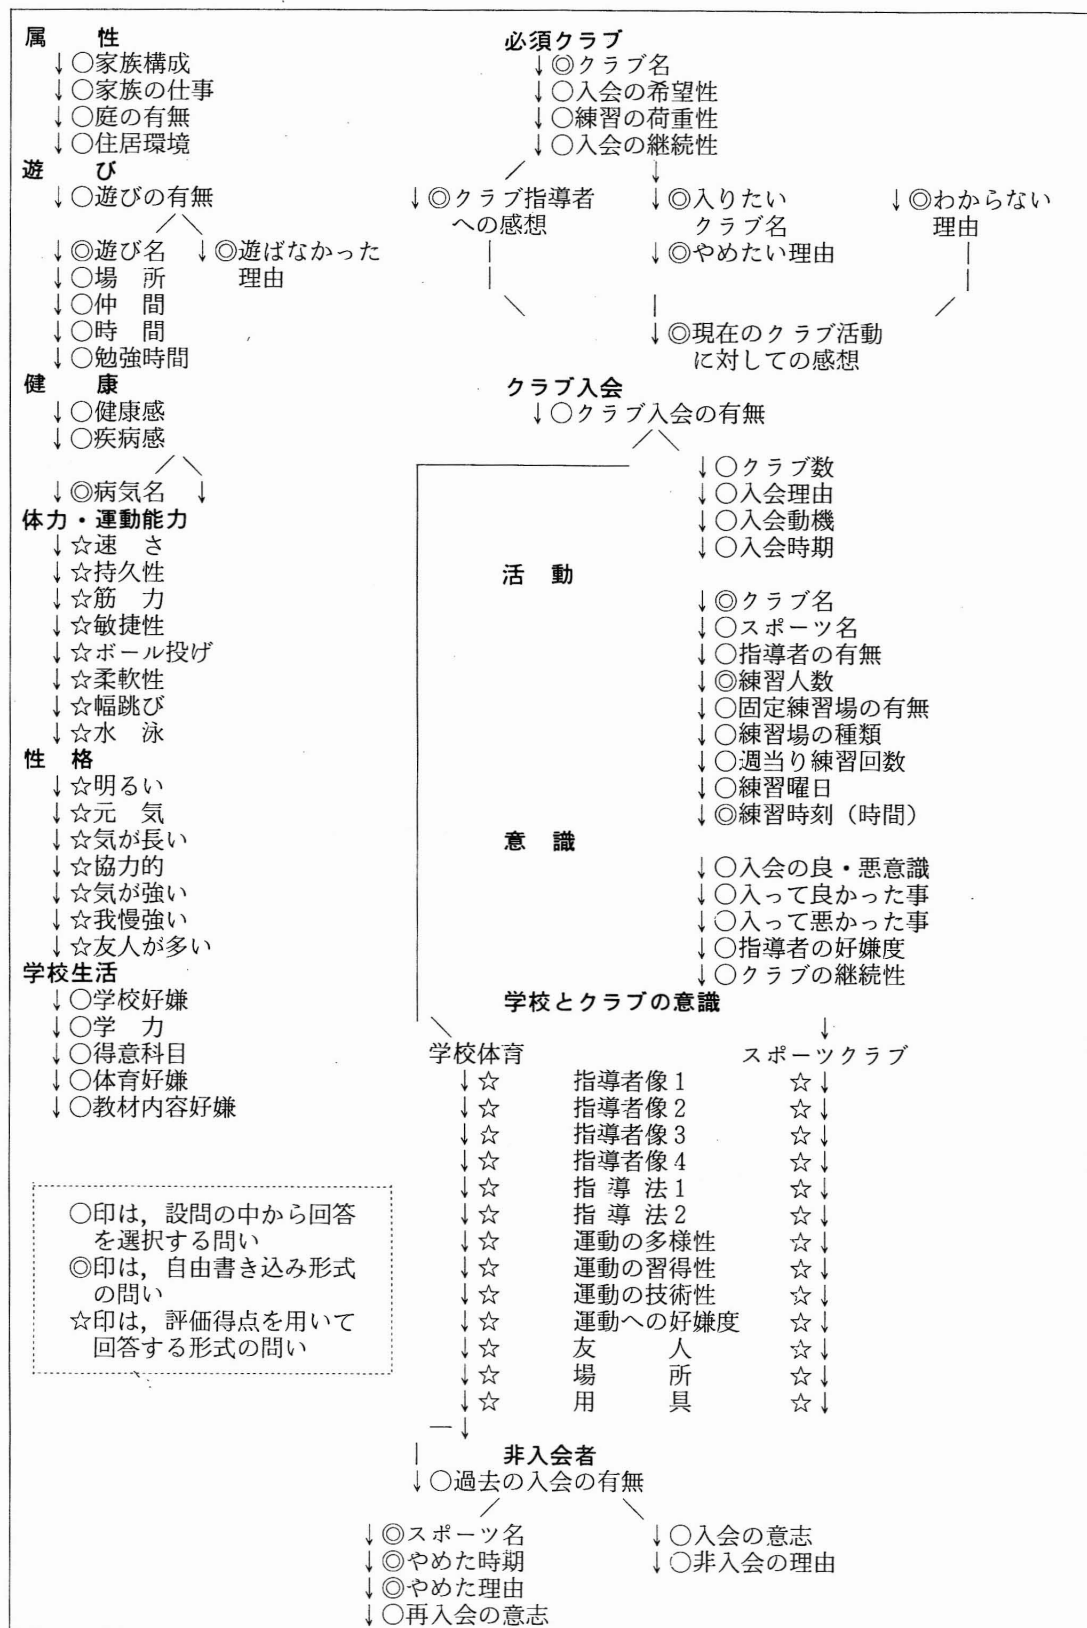 属　性
↓○家族構成
↓○家族の仕事
↓○庭の有無
↓○住居環境
遊　び
↓○遊びの有無
↓◎遊び名　↓◎遊ばなかった
↓○場　所　　理由
↓○仲　間
↓○時　間
↓○勉強時間
健　康
↓○健康感
↓○疾病感
↓◎病気名　↓
体力・運動能力
↓☆速　さ
↓☆持久性
↓☆筋　力
↓☆敏捷性
↓☆ボール投げ
↓☆柔軟性
↓☆幅跳び
↓☆水　泳
性　格
↓☆明るい
↓☆元　気
↓☆気が長い
↓☆協力的
↓☆気が強い
↓☆我慢強い
↓☆友人が多い
学校生活
↓○学校好嫌
↓○学　力
↓○得意科目
↓○体育好嫌
↓○教材内容好嫌
○印は，設問の中から回答
を選択する問い
◎印は，自由書き込み形式
の問い
☆印は，評価得点を用いて
回答する形式の問い
必須クラブ
↓◎クラブ名
↓○入会の希望性
↓○練習の荷重性
↓○入会の継続性
↓◎クラブ指導者　↓◎入りたい　↓◎わからない
への感想　クラブ名　理由
↓◎やめたい理由
↓◎現在のクラブ活動
に対しての感想
クラブ入会
↓○クラブ入会の有無
↓○クラブ数
↓○入会理由
↓○入会動機
↓○入会時期
活　動
↓◎クラブ名
↓○スポーツ名
↓○指導者の有無
↓◎練習人数
↓○固定練習場の有無
↓○練習場の種類
↓○週当り練習回数
↓○練習曜日
↓◎練習時刻（時間）
意　識
↓○入会の良・悪意識
↓○入って良かった事
↓○入って悪かった事
↓○指導者の好嫌度
↓○クラブの継続性
学校とクラブの意識
↓
学校体育　スポーツクラブ
↓☆　指導者像1　☆↓
↓☆　指導者像2　☆↓
↓☆　指導者像3　☆↓
↓☆　指導者像4　☆↓
↓☆　指 導 法1　☆↓
↓☆　指 導 法2　☆↓
↓☆　運動の多様性　☆↓
↓☆　運動の習得性　☆↓
↓☆　運動の技術性　☆↓
↓☆　運動への好嫌度　☆↓
↓☆　友　　人　☆↓
↓☆　場　　所　☆↓
↓☆　用　　具　☆↓
↓
非入会者
↓○過去の入会の有無
↓◎スポーツ名　↓○入会の意志
↓◎やめた時期　↓○非入会の理由
↓◎やめた理由
↓○再入会の意志